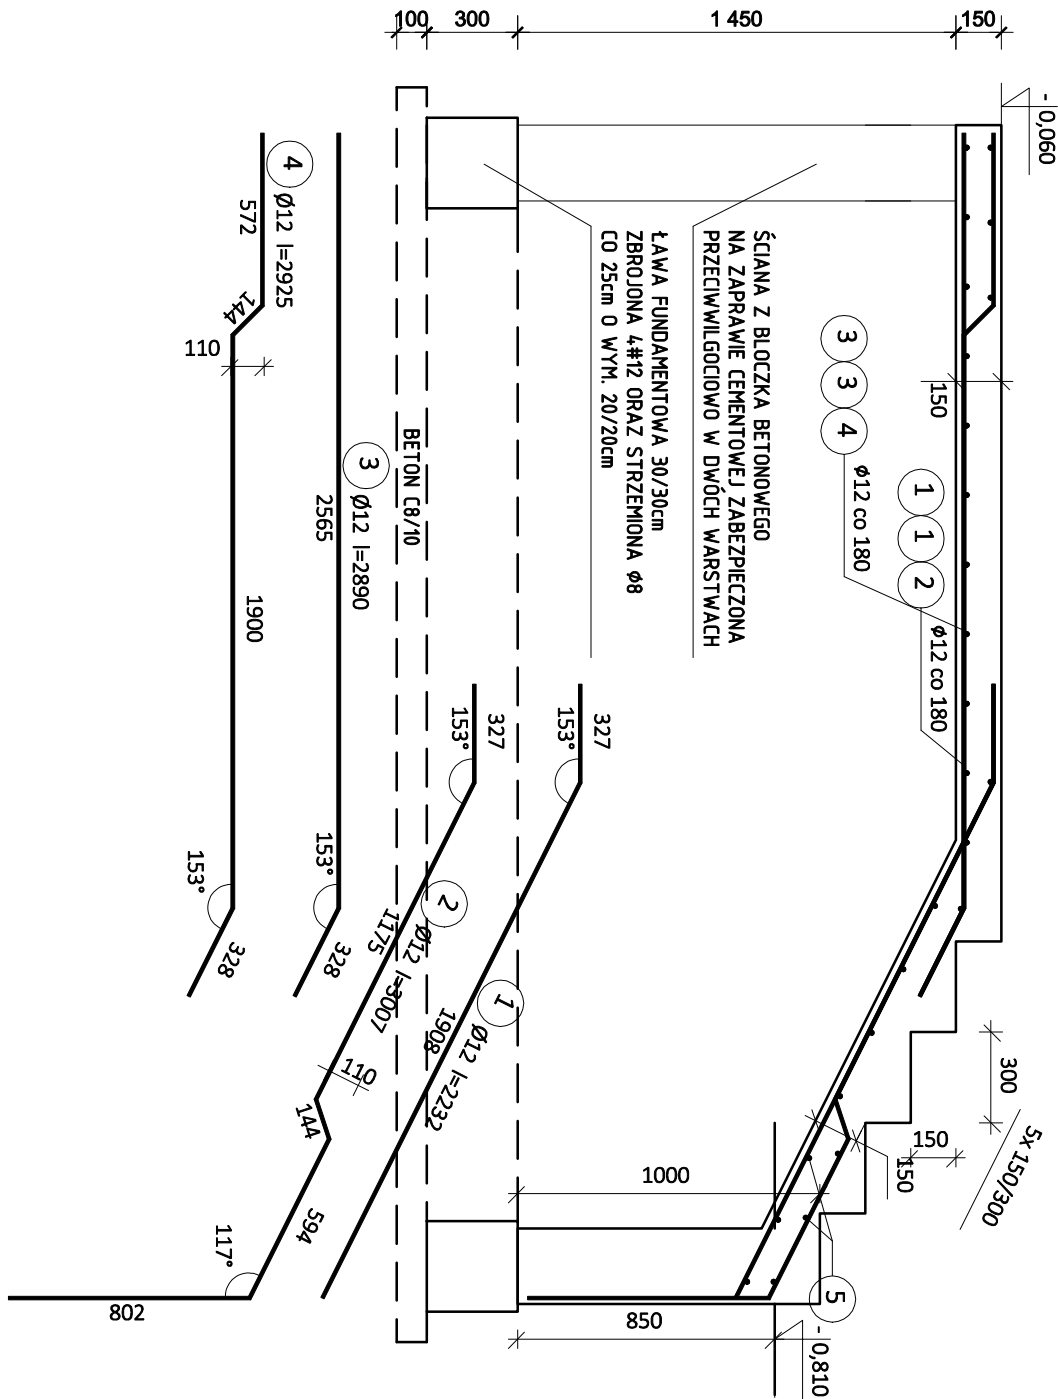 100
300
1 450
150
- 0,060
ŚCIANA Z BLOCZKA BETONOWEGO
NA ZAPRAWIE CEMENTOWEJ ZABEZPIECZONA
PRZECIWWILGOCIOWO W DWÓCH WARSTWACH
ŁAWA FUNDAMENTOWA 30/30cm
ZBROJONA 4#12 ORAZ STRZEMIONA ϕ8
CO 25cm O WYM. 20/20cm
3 3 4
ϕ12 co 180
1 1 2
ϕ12 co 180
150
4 Ø12 l=2925
572
144
110
1900
153°
328
3 Ø12 l=2890
2565
153°
328
BETON C8/10
327
153°
2 Ø12 l=3007
1175
110
144
594
117°
802
327
153°
1 Ø12 l=2232
1908
300
150
5x 150/300
150
1000
5
850
- 0,810